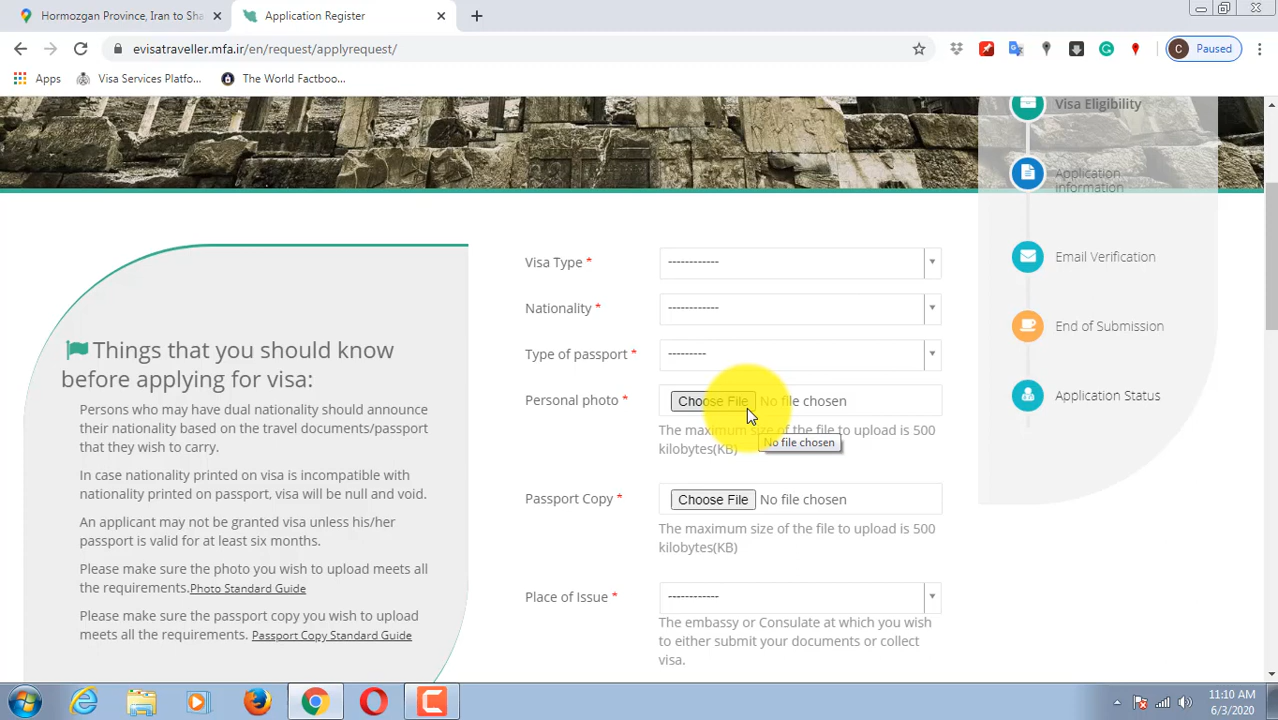 Hormozgan Province, Iran to Sha
Application Register
evisatraveller.mfa.ir/en/request/applyrequest/
Paused
Apps
Visa Services Platfo...
The World Factboo...
Visa Eligibility
Application information
Email Verification
End of Submission
Application Status
Things that you should know
before applying for visa:
Persons who may have dual nationality should announce
their nationality based on the travel documents/passport
that they wish to carry.
In case nationality printed on visa is incompatible with
nationality printed on passport, visa will be null and void.
An applicant may not be granted visa unless his/her
passport is valid for at least six months.
Please make sure the photo you wish to upload meets all
the requirements.Photo Standard Guide
Please make sure the passport copy you wish to upload
meets all the requirements. Passport Copy Standard Guide
Visa Type * ------------
Nationality * ------------
Type of passport * ---------
Personal photo * Choose File No file chosen
The maximum size of the file to upload is 500
kilobytes(KB)
No file chosen
Passport Copy * Choose File No file chosen
The maximum size of the file to upload is 500
kilobytes(KB)
Place of Issue * ------------
The embassy or Consulate at which you wish
to either submit your documents or collect
visa.
11:10 AM
6/3/2020